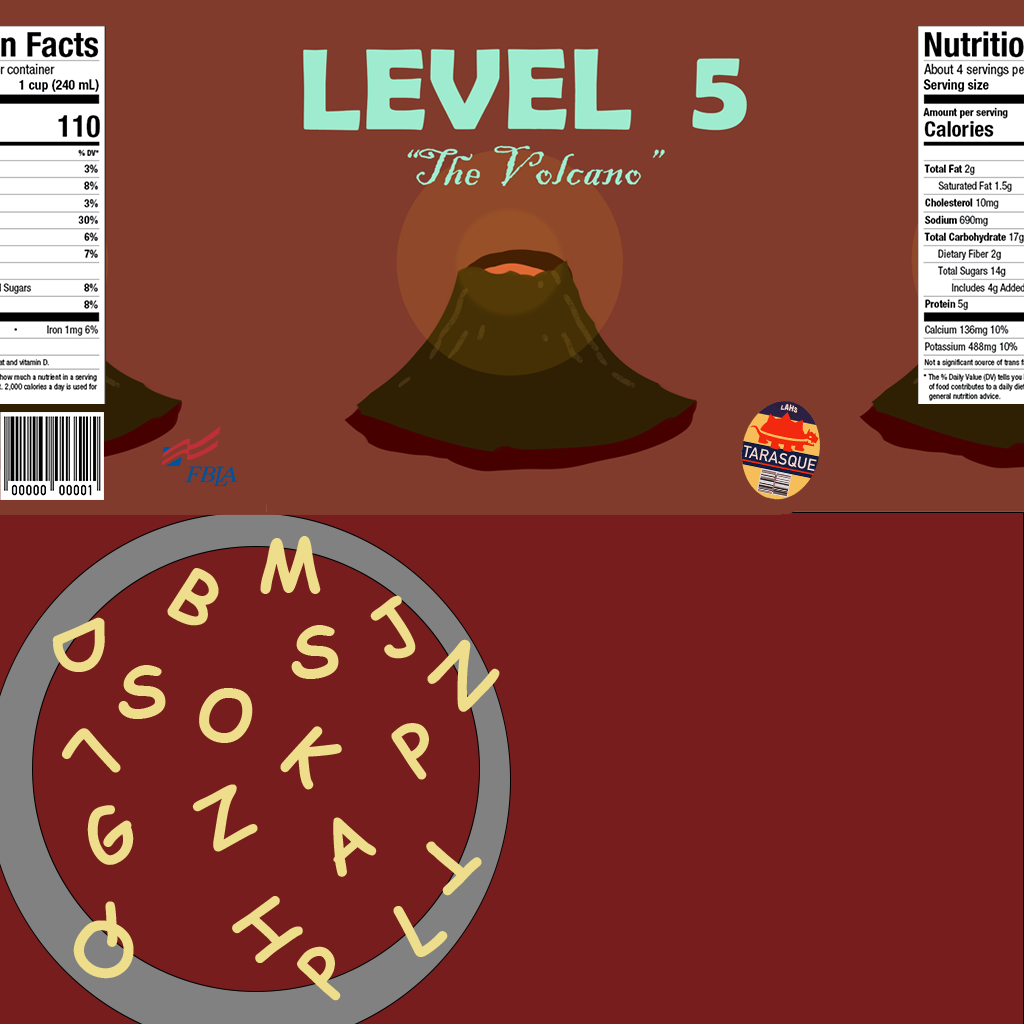 n Facts
r container
1 cup (240 mL)
110
% DV*
3%
8%
3%
30%
6%
7%
l Sugars 8%
8%
• Iron 1mg 6%
at and vitamin D.
how much a nutrient in a serving
t. 2,000 calories a day is used for
00000 00001
LEVEL 5
“The Volcano”
FBLA
LAHS
TARASQUE
Nutritio
About 4 servings pe
Serving size
Amount per serving
Calories
Total Fat 2g
Saturated Fat 1.5g
Cholesterol 10mg
Sodium 690mg
Total Carbohydrate 17g
Dietary Fiber 2g
Total Sugars 14g
Includes 4g Added
Protein 5g
Calcium 136mg 10%
Potassium 488mg 10%
Not a significant source of trans f
* The % Daily Value (DV) tells you
of food contributes to a daily die
general nutrition advice.
M
B
J
D
S
N
S
O
K
P
L
G
Z
A
I
Q
H
L
P